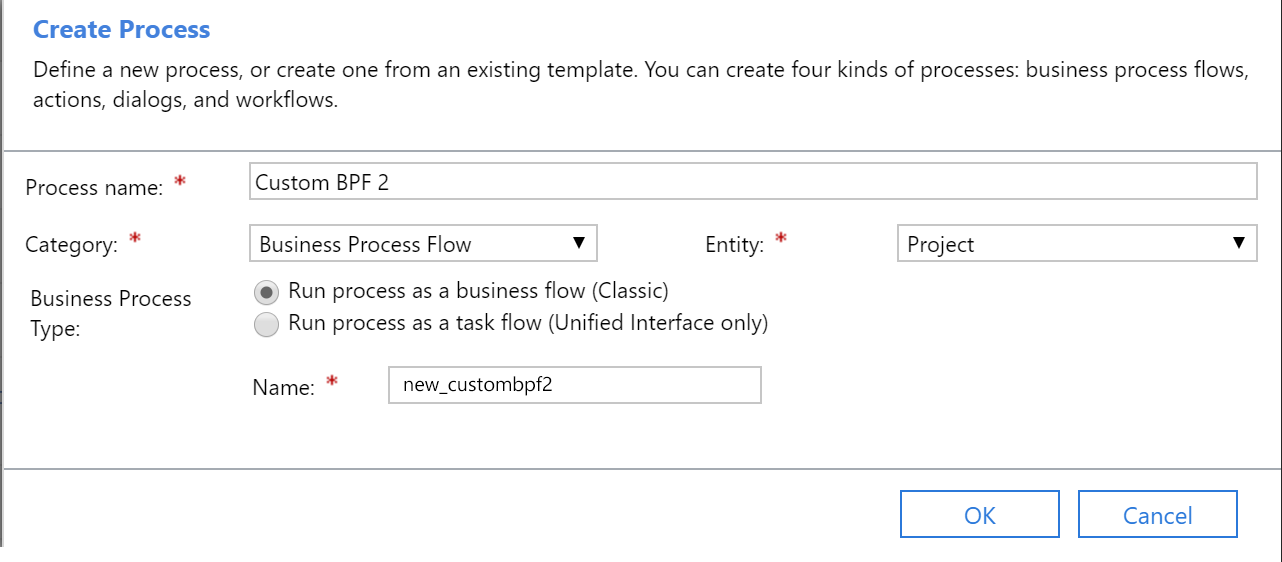 Create Process
Define a new process, or create one from an existing template. You can create four kinds of processes: business process flows,
actions, dialogs, and workflows.
Process name: * Custom BPF 2
Category: * Business Process Flow ▼ Entity: * Project ▼
Business Process
Type:
Run process as a business flow (Classic)
Run process as a task flow (Unified Interface only)
Name: * new_custombpf2
OK Cancel